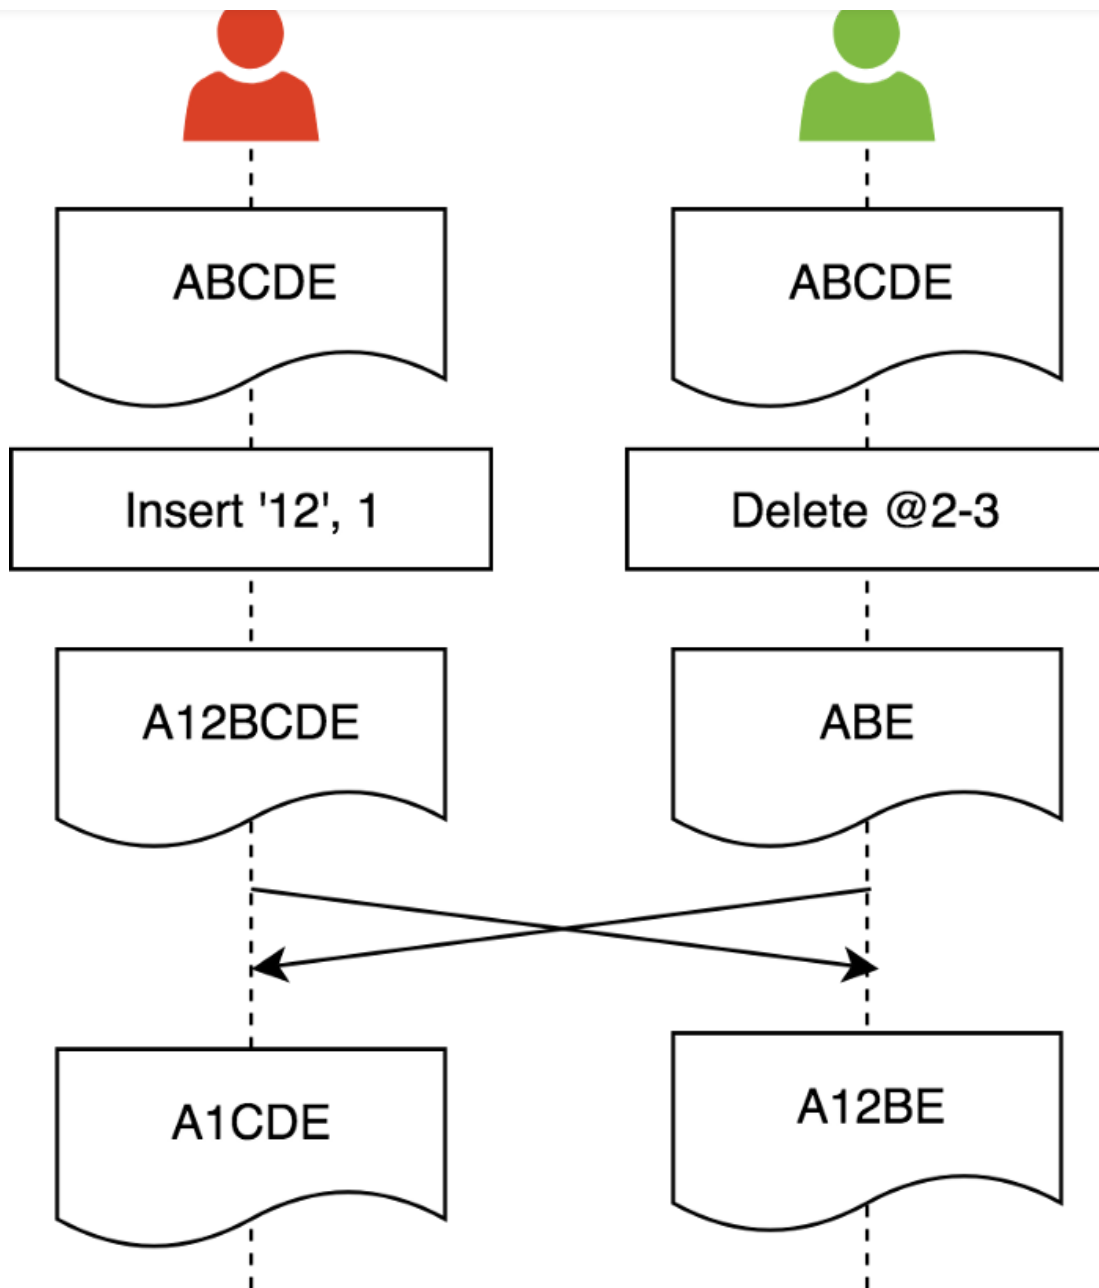 ABCDE
ABCDE
Insert '12', 1
Delete @2-3
A12BCDE
ABE
A1CDE
A12BE